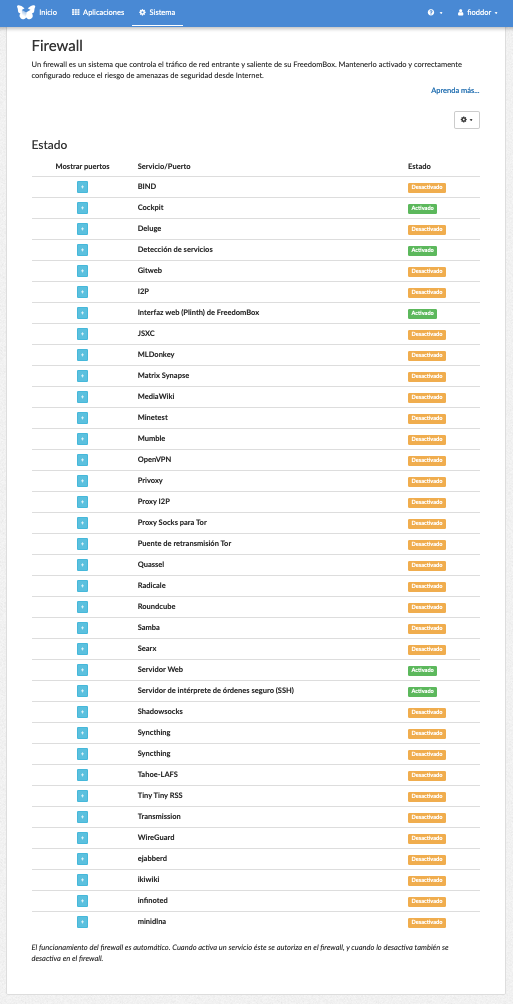 Inicio Aplicaciones Sistema fioddor
Firewall
Un firewall es un sistema que controla el tráfico de red entrante y saliente de su FreedomBox. Mantenerlo activado y correctamente
configurado reduce el riesgo de amenazas de seguridad desde Internet.
Aprenda más...
Estado
Mostrar puertos Servicio/Puerto Estado
+ BIND Desactivado
+ Cockpit Activado
+ Deluge Desactivado
+ Detección de servicios Activado
+ Gitweb Desactivado
+ I2P Desactivado
+ Interfaz web (Plinth) de FreedomBox Activado
+ JSXC Desactivado
+ MLDonkey Desactivado
+ Matrix Synapse Desactivado
+ MediaWiki Desactivado
+ Minetest Desactivado
+ Mumble Desactivado
+ OpenVPN Desactivado
+ Privoxy Desactivado
+ Proxy I2P Desactivado
+ Proxy Socks para Tor Desactivado
+ Puente de retransmisión Tor Desactivado
+ Quassel Desactivado
+ Radicale Desactivado
+ Roundcube Desactivado
+ Samba Desactivado
+ Searx Desactivado
+ Servidor Web Activado
+ Servidor de intérprete de órdenes seguro (SSH) Activado
+ Shadowsocks Desactivado
+ Syncthing Desactivado
+ Syncthing Desactivado
+ Tahoe-LAFS Desactivado
+ Tiny Tiny RSS Desactivado
+ Transmission Desactivado
+ WireGuard Desactivado
+ ejabberd Desactivado
+ ikiwiki Desactivado
+ infinoted Desactivado
+ minidlna Desactivado
El funcionamiento del firewall es automático. Cuando activa un servicio éste se autoriza en el firewall, y cuando lo desactiva también se
desactiva en el firewall.